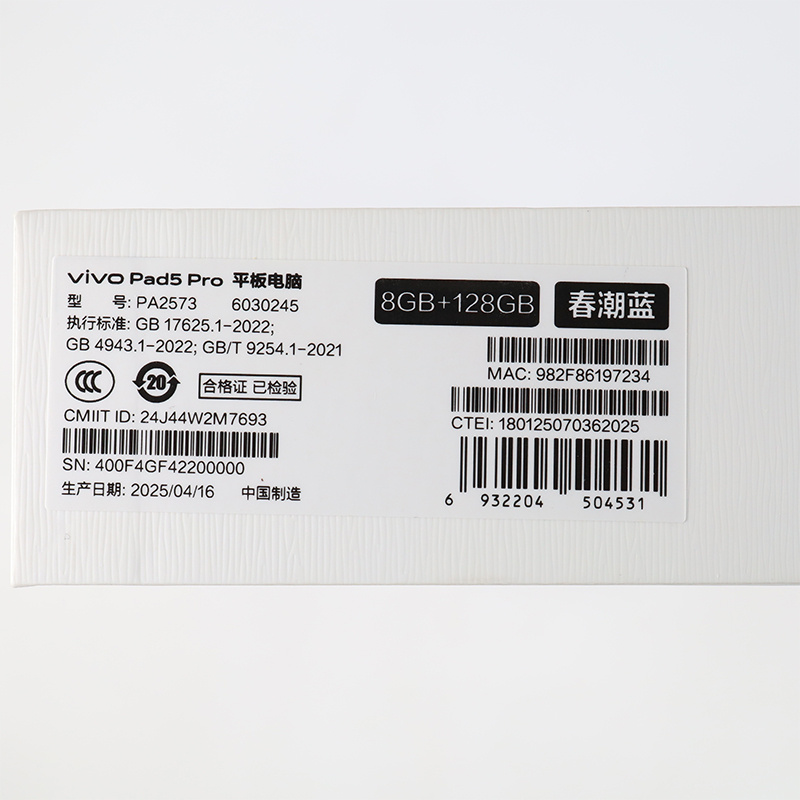 vivo Pad5 Pro 平板电脑
型 号: PA2573 6030245
执行标准: GB 17625.1-2022;
GB 4943.1-2022; GB/T 9254.1-2021
CCC
20
合格证 已检验
CMIIT ID: 24J44W2M7693
SN: 400F4GF42200000
生产日期: 2025/04/16 中国制造
8GB+128GB
春潮蓝
MAC: 982F86197234
CTEI: 180125070362025
6 932204 504531